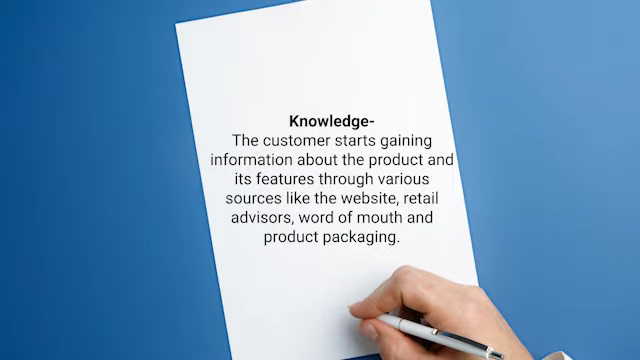 Knowledge-
The customer starts gaining
information about the product and
its features through various
sources like the website, retail
advisors, word of mouth and
product packaging.